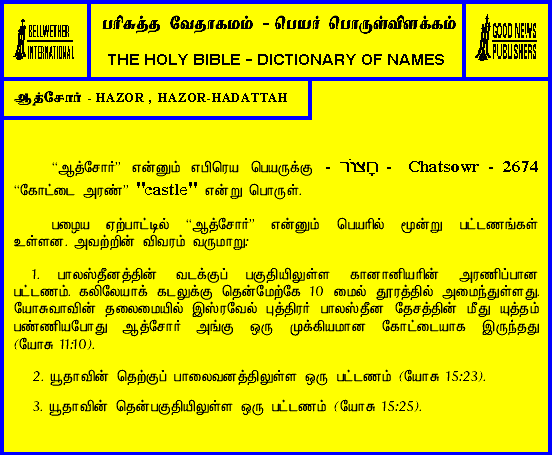 BELLWETHER
INTERNATIONAL
பரிசுத்த வேதாகமம் - பெயர் பொருள்விளக்கம்
THE HOLY BIBLE - DICTIONARY OF NAMES
GOOD NEWS
PUBLISHERS
ஆத்சோர் - HAZOR , HAZOR-HADATTAH
“ஆத்சோர்” என்னும் எபிரெய பெயருக்கு - חָצוֹר - Chatsowr - 2674
“கோட்டை அரண்” "castle" என்று பொருள்.
பழைய ஏற்பாட்டில் “ஆத்சோர்” என்னும் பெயரில் மூன்று பட்டணங்கள்
உள்ளன. அவற்றின் விவரம் வருமாறு:
1. பாலஸ்தீனத்தின் வடக்குப் பகுதியிலுள்ள கானானியரின் அரணிப்பான
பட்டணம். கலிலேயாக் கடலுக்கு தென்மேற்கே 10 மைல் தூரத்தில் அமைந்துள்ளது.
யோசுவாவின் தலைமையில் இஸ்ரவேல் புத்திரர் பாலஸ்தீன தேசத்தின் மீது யுத்தம்
பண்ணியபோது ஆத்சோர் அங்கு ஒரு முக்கியமான கோட்டையாக இருந்தது
(யோசு 11:10).
2. யூதாவின் தெற்குப் பாலைவனத்திலுள்ள ஒரு பட்டணம் (யோசு 15:23).
3. யூதாவின் தென்பகுதியிலுள்ள ஒரு பட்டணம் (யோசு 15:25).